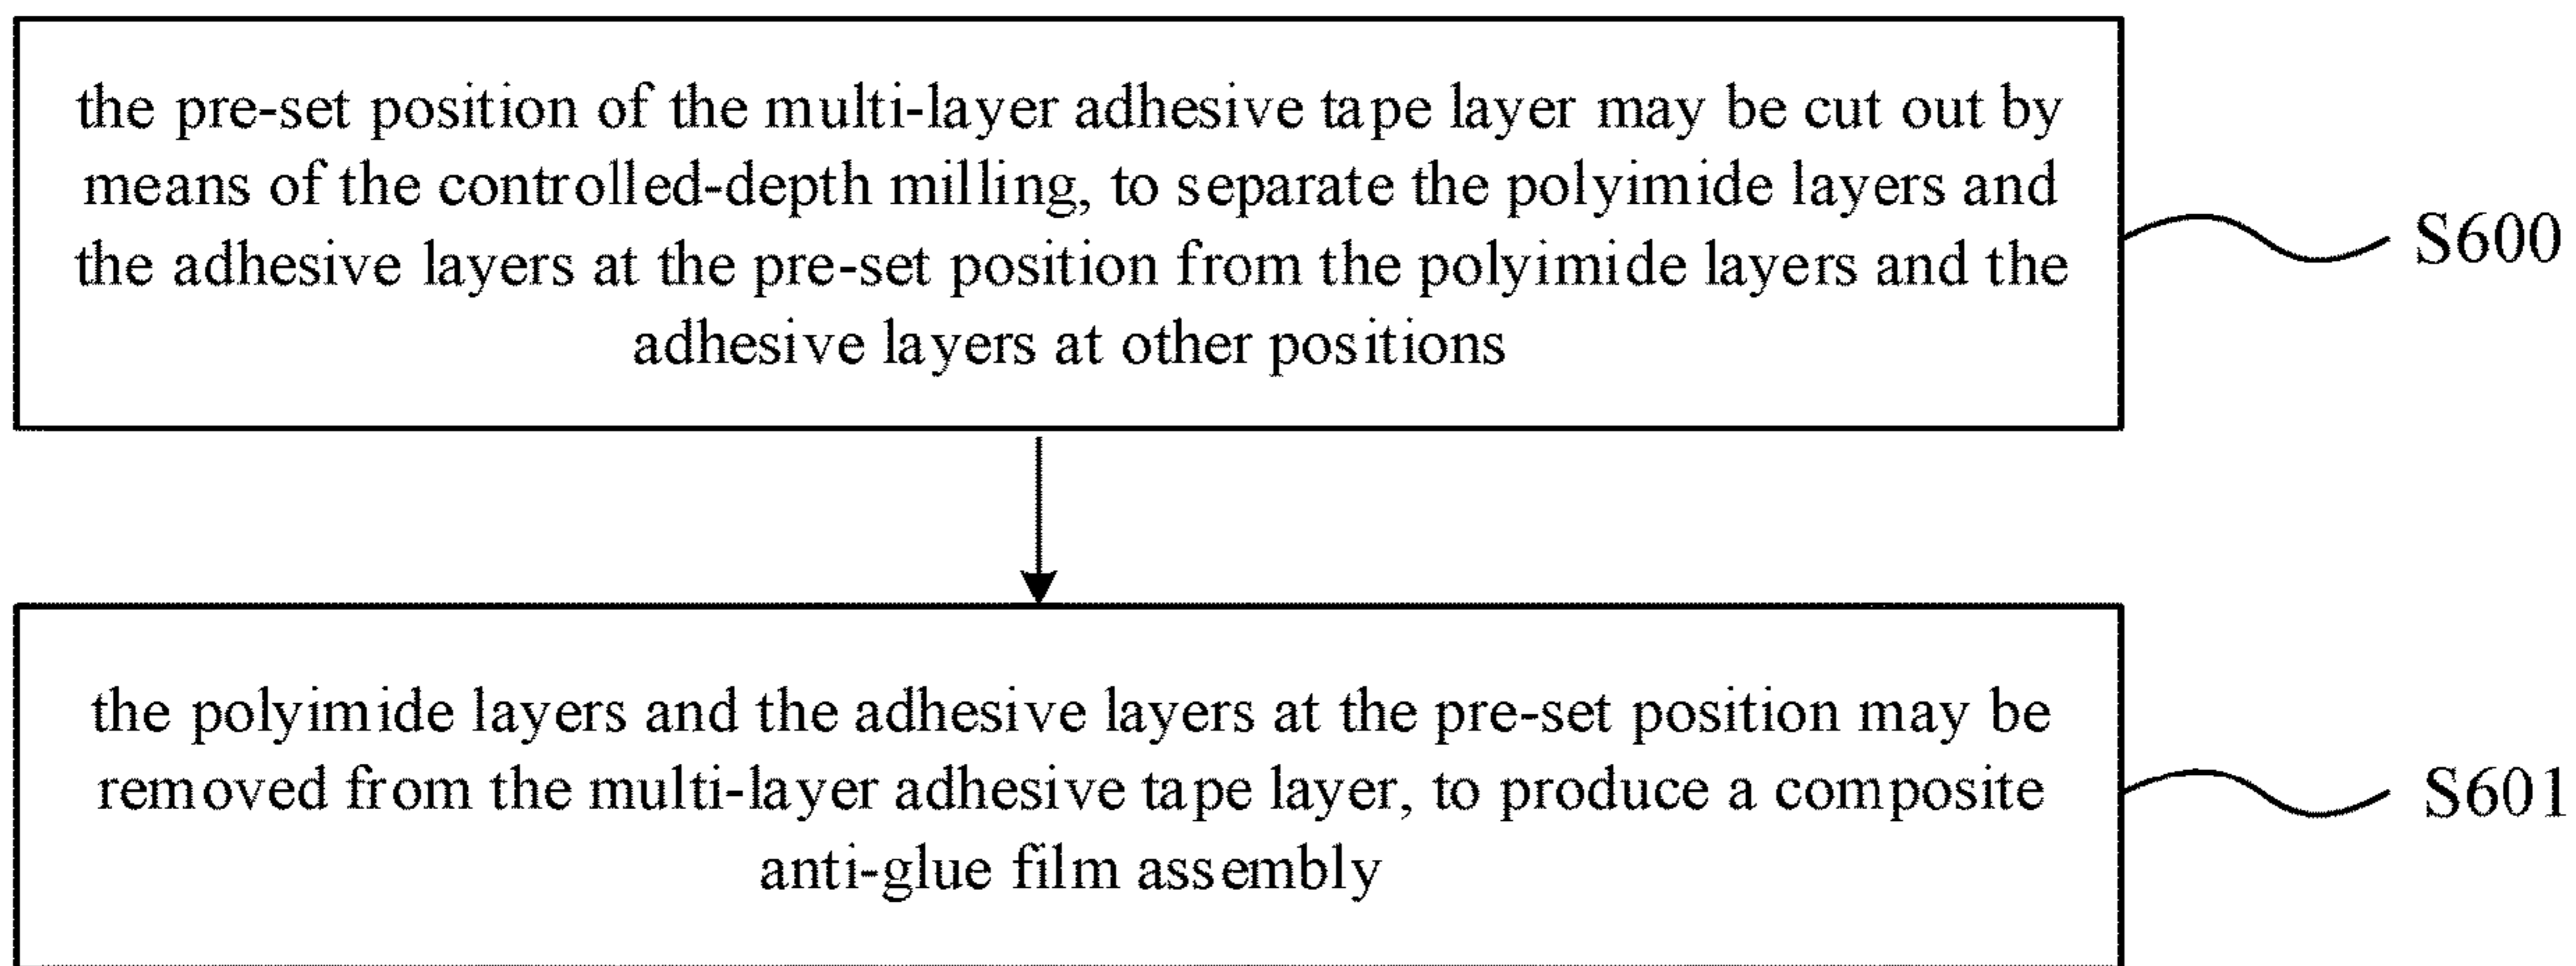 the pre-set position of the multi-layer adhesive tape layer may be cut out by
means of the controlled-depth milling, to separate the polyimide layers and
the adhesive layers at the pre-set position from the polyimide layers and the
adhesive layers at other positions
S600
the polyimide layers and the adhesive layers at the pre-set position may be
removed from the multi-layer adhesive tape layer, to produce a composite
anti-glue film assembly
S601